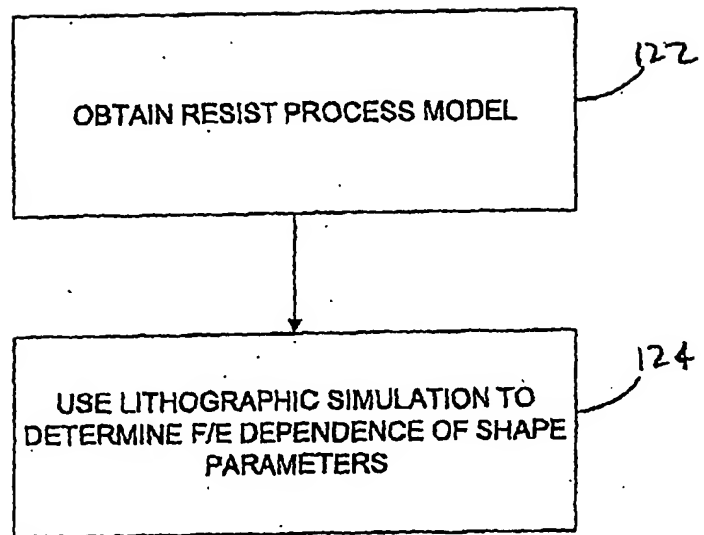 122
OBTAIN RESIST PROCESS MODEL
124
USE LITHOGRAPHIC SIMULATION TO
DETERMINE F/E DEPENDENCE OF SHAPE
PARAMETERS